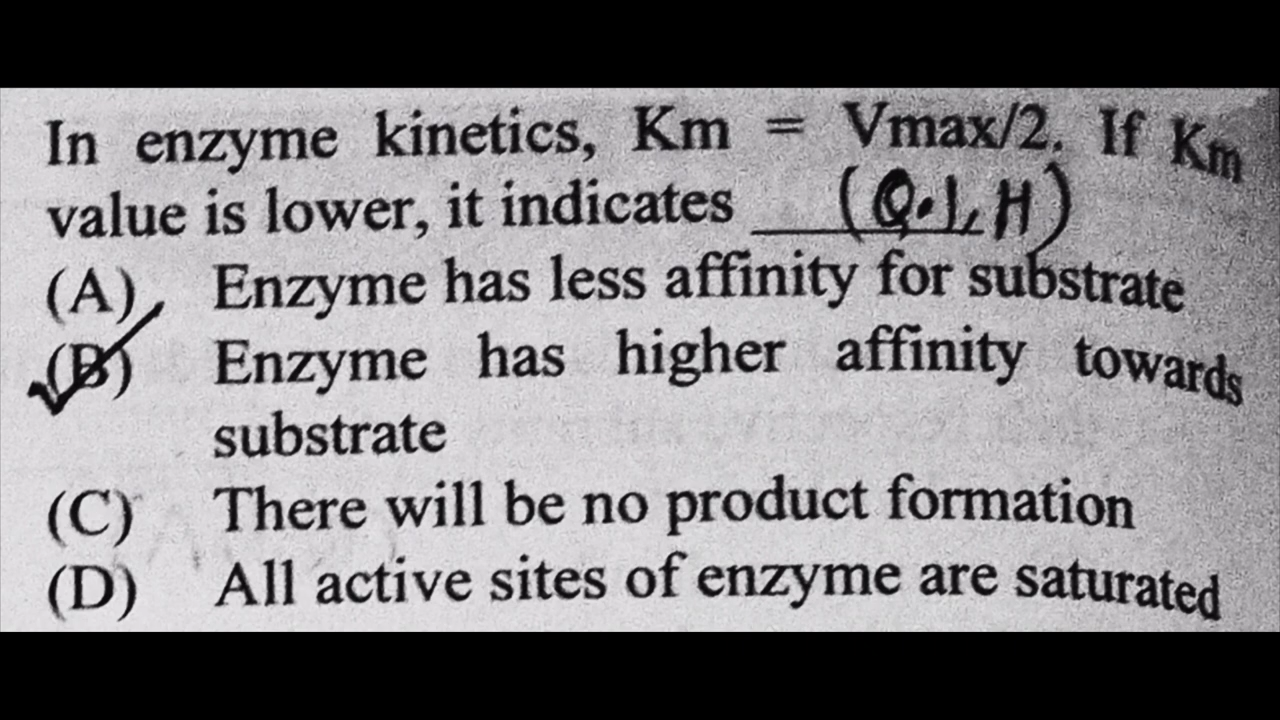 In enzyme kinetics, Km = Vmax/2. If Km
value is lower, it indicates ______ (Q.L.H)
(A) Enzyme has less affinity for substrate
(B) Enzyme has higher affinity towards
substrate
(C) There will be no product formation
(D) All active sites of enzyme are saturated